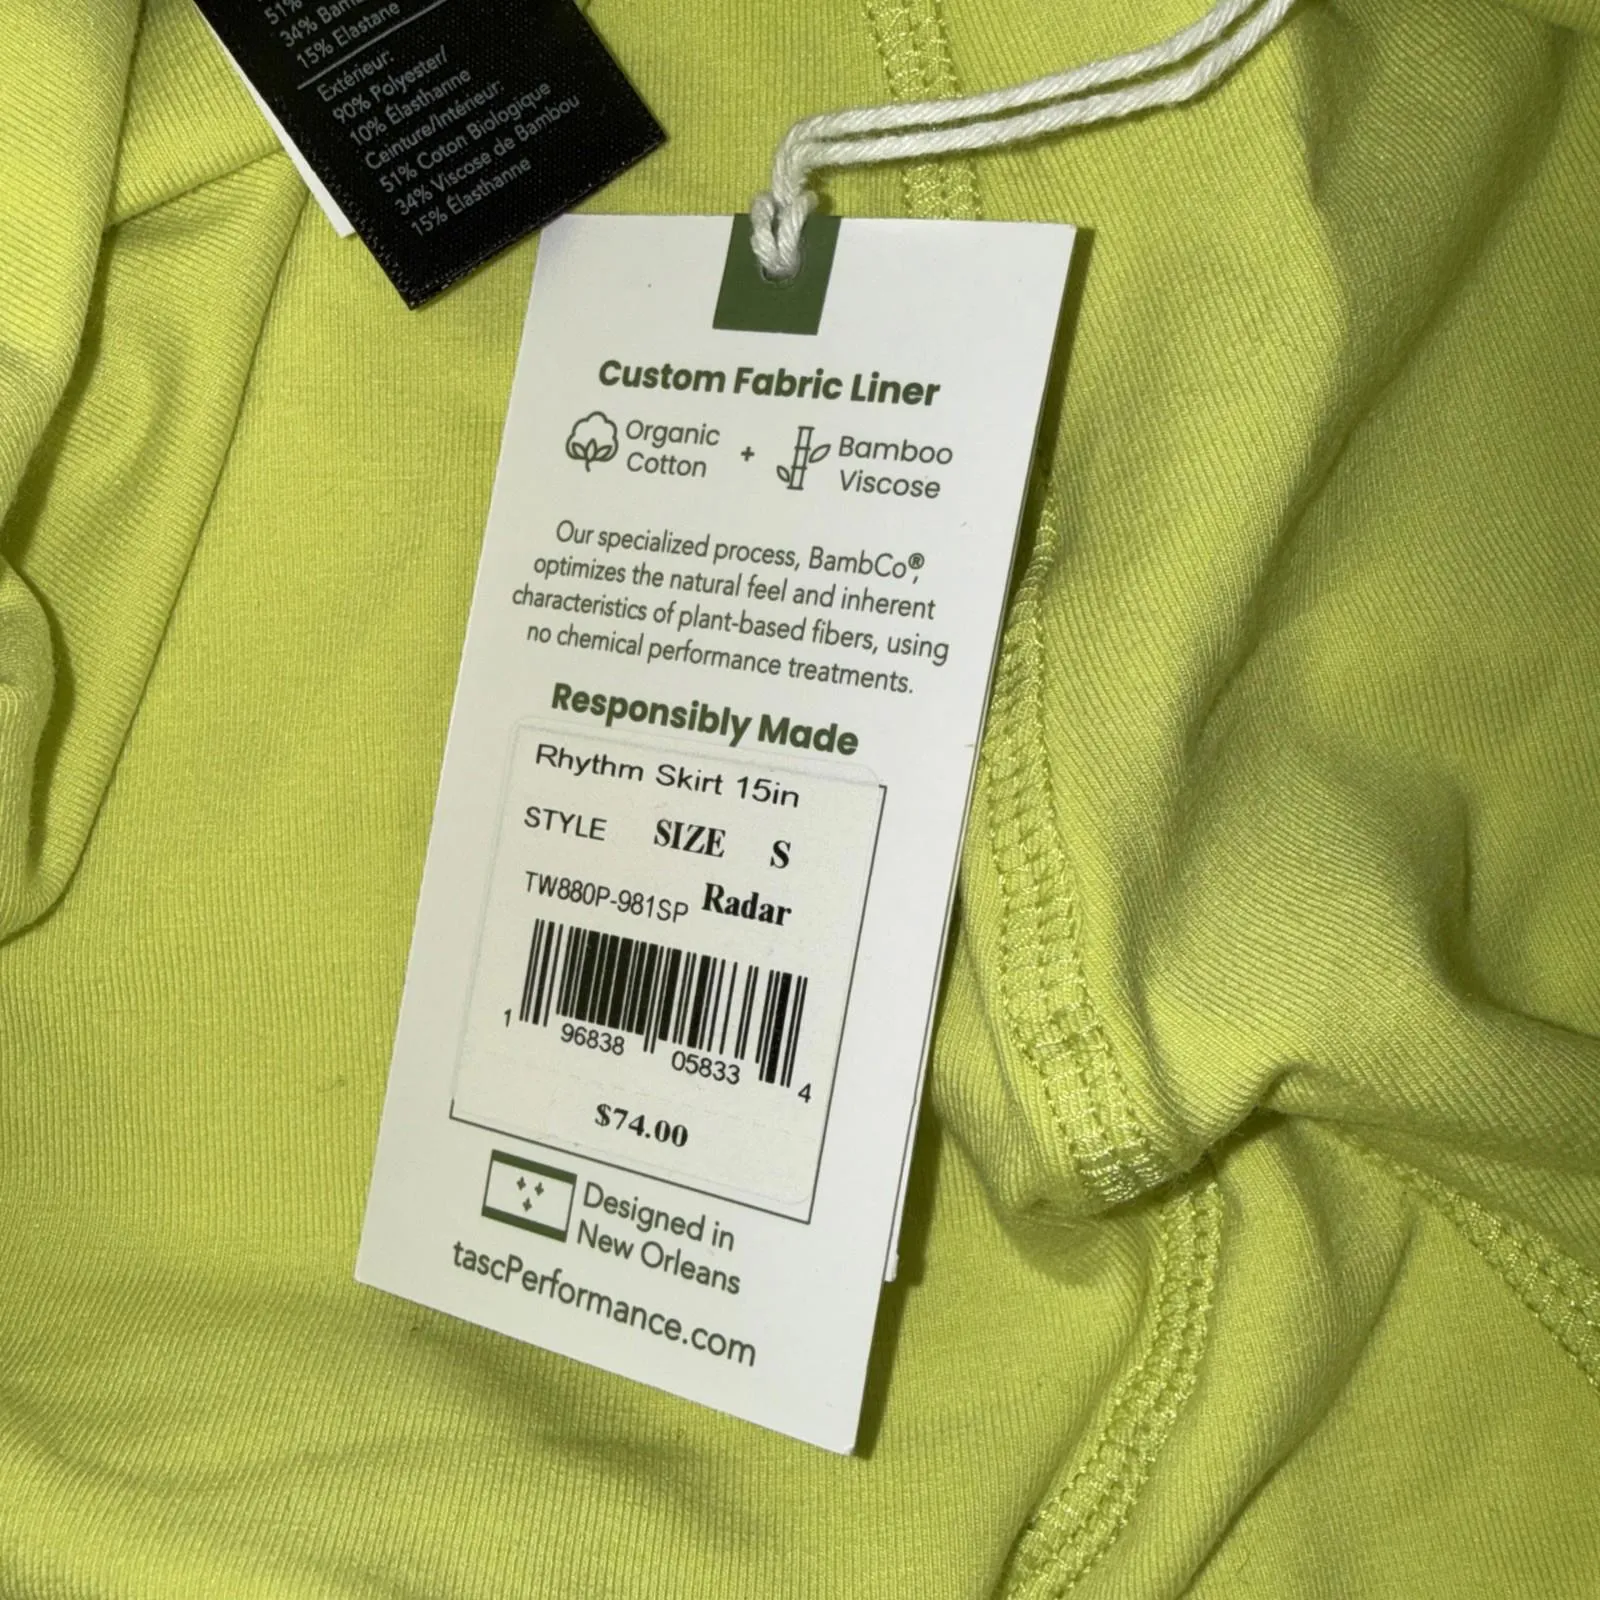 51%
34%
15% Elastane
Extérieur:
90% Polyester/
10% Élasthanne
Ceinture/Intérieur:
51% Coton Biologique
34% Viscose de Bambou
15% Élasthanne
Custom Fabric Liner
Organic
Cotton
+
Bamboo
Viscose
Our specialized process, BambCo®,
optimizes the natural feel and inherent
characteristics of plant-based fibers, using
no chemical performance treatments.
Responsibly Made
Rhythm Skirt 15in
STYLE SIZE S
TW880P-981SP Radar
1 96838 05833 4
$74.00
Designed in
New Orleans
tascPerformance.com